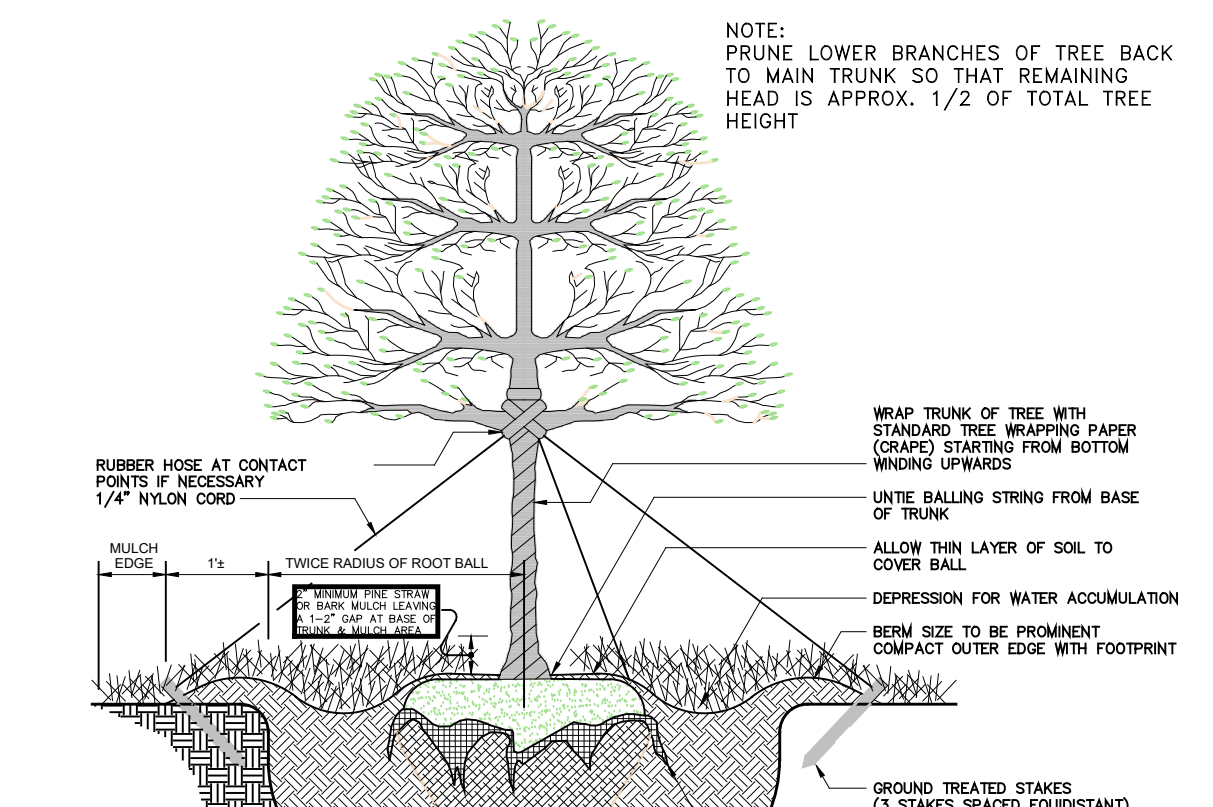 NOTE:
PRUNE LOWER BRANCHES OF TREE BACK
TO MAIN TRUNK SO THAT REMAINING
HEAD IS APPROX. 1/2 OF TOTAL TREE
HEIGHT
WRAP TRUNK OF TREE WITH
STANDARD TREE WRAPPING PAPER
(CRAPE) STARTING FROM BOTTOM
WINDING UPWARDS
RUBBER HOSE AT CONTACT
POINTS IF NECESSARY
1/4" NYLON CORD
UNTIE BALLING STRING FROM BASE
OF TRUNK
MULCH
EDGE
1'±
TWICE RADIUS OF ROOT BALL
ALLOW THIN LAYER OF SOIL TO
COVER BALL
2" MINIMUM PINE STRAW
OR BARK MULCH LEAVING
A 1-2" GAP AT BASE OF
TRUNK & MULCH AREA
DEPRESSION FOR WATER ACCUMULATION
BERM SIZE TO BE PROMINENT
COMPACT OUTER EDGE WITH FOOTPRINT
GROUND TREATED STAKES
(3 STAKES SPACED EQUIDISTANT)